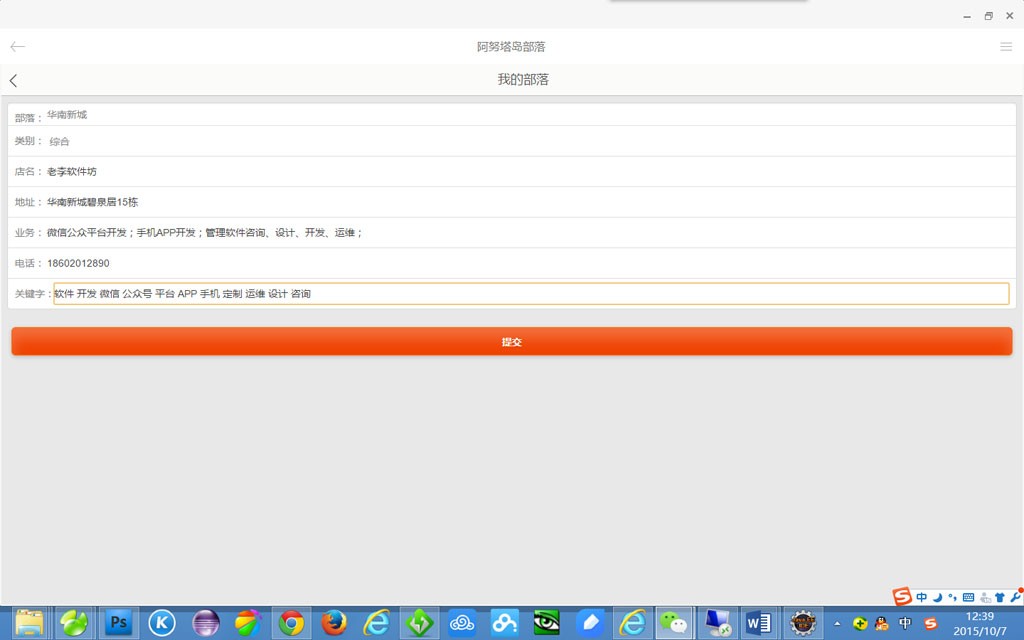 阿努塔岛部落
我的部落
部落： 华南新城
类别： 综合
店名： 老李软件坊
地址： 华南新城碧泉居15栋
业务： 微信公众平台开发；手机APP开发；管理软件咨询、设计、开发、运维；
电话： 18602012890
关键字：软件 开发 微信 公众号 平台 APP 手机 定制 运维 设计 咨询
提交
S 中
Ps K W 中 S
12:39
2015/10/7